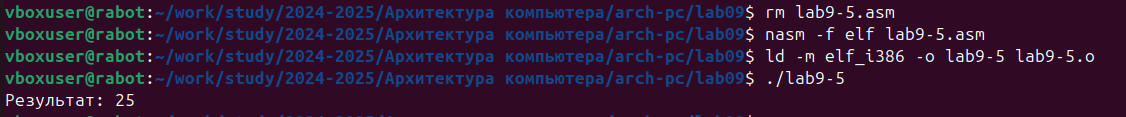 vboxuser@rabot:~/work/study/2024-2025/Архитектура компьютера/arch-pc/lab09$ rm lab9-5.asm
vboxuser@rabot:~/work/study/2024-2025/Архитектура компьютера/arch-pc/lab09$ nasm -f elf lab9-5.asm
vboxuser@rabot:~/work/study/2024-2025/Архитектура компьютера/arch-pc/lab09$ ld -m elf_i386 -o lab9-5 lab9-5.o
vboxuser@rabot:~/work/study/2024-2025/Архитектура компьютера/arch-pc/lab09$ ./lab9-5
Результат: 25